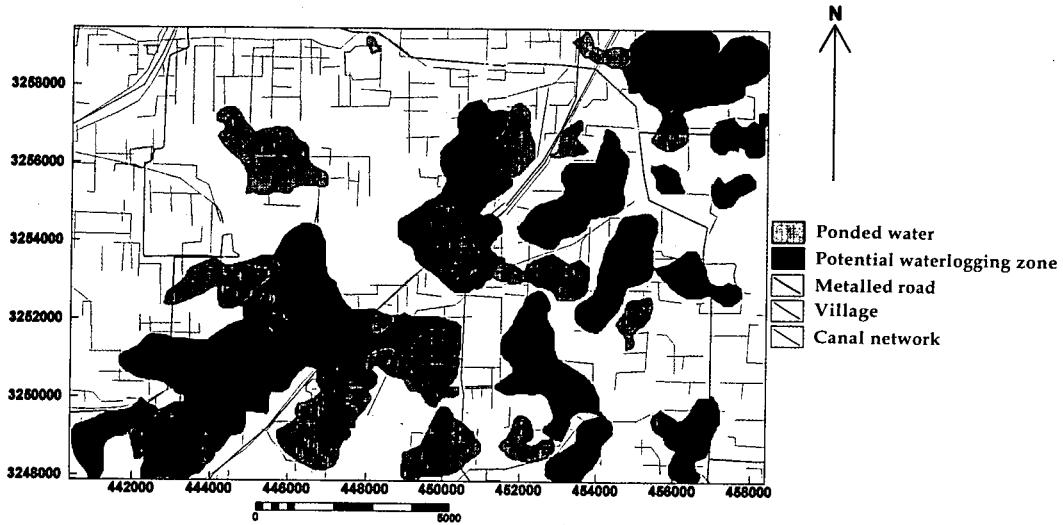 N
3258000
3256000
3254000
3252000
3250000
3248000
442000 444000 446000 448000 450000 452000 454000 456000 458000
0 5000
Ponded water
Potential waterlogging zone
Metalled road
Village
Canal network